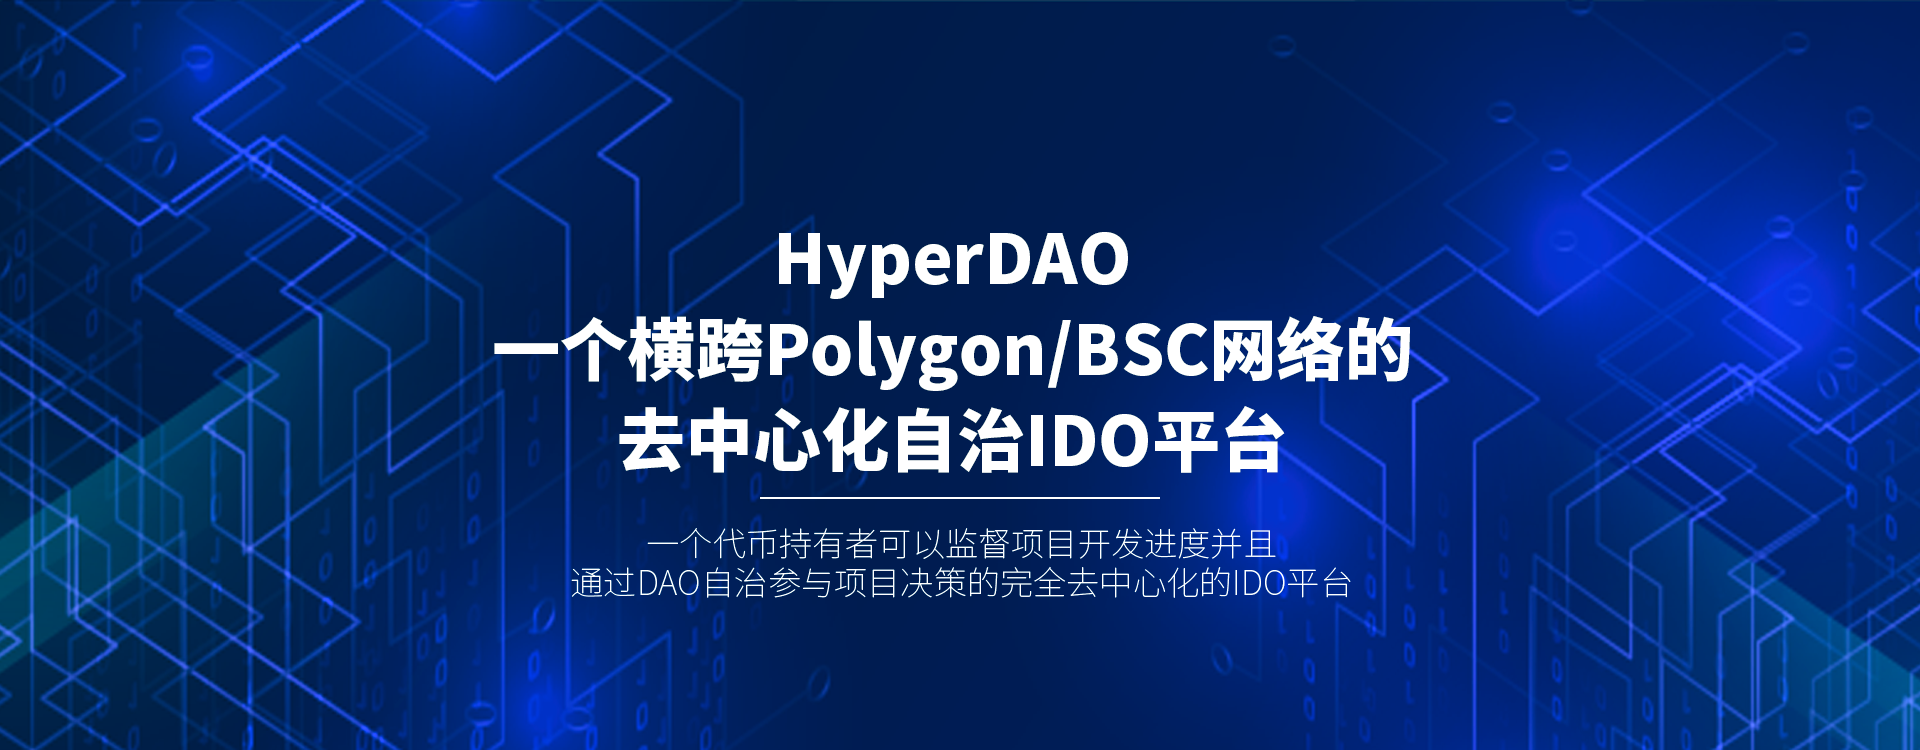 HyperDAO
一个横跨Polygon/BSC网络的
去中心化自治IDO平台
一个代币持有者可以监督项目开发进度并且
通过DAO自治参与项目决策的完全去中心化的IDO平台